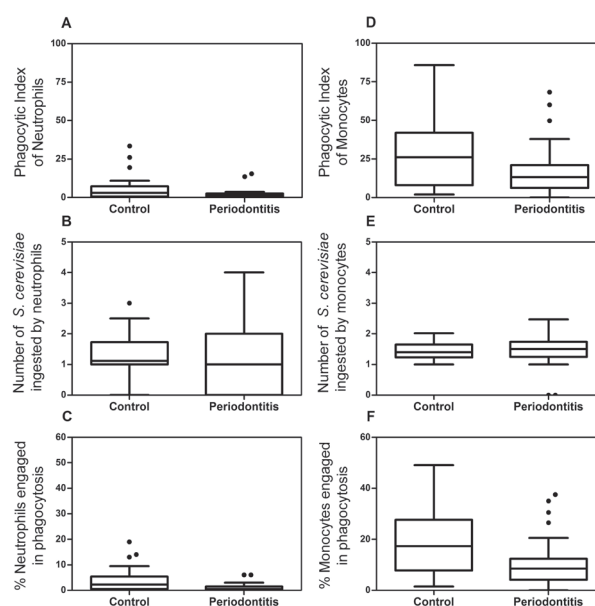 A
Phagocytic Index
of Neutrophils
100
75
50
25
0
Control
Periodontitis
B
Number of S. cerevisiae
ingested by neutrophils
5
4
3
2
1
0
Control
Periodontitis
C
% Neutrophils engaged
in phagocytosis
60
50
40
30
20
10
0
Control
Periodontitis
D
Phagocytic Index
of Monocytes
100
75
50
25
0
Control
Periodontitis
E
Number of S. cerevisiae
ingested by monocytes
5
4
3
2
1
0
Control
Periodontitis
F
% Monocytes engaged
in phagocytosis
60
40
20
0
Control
Periodontitis